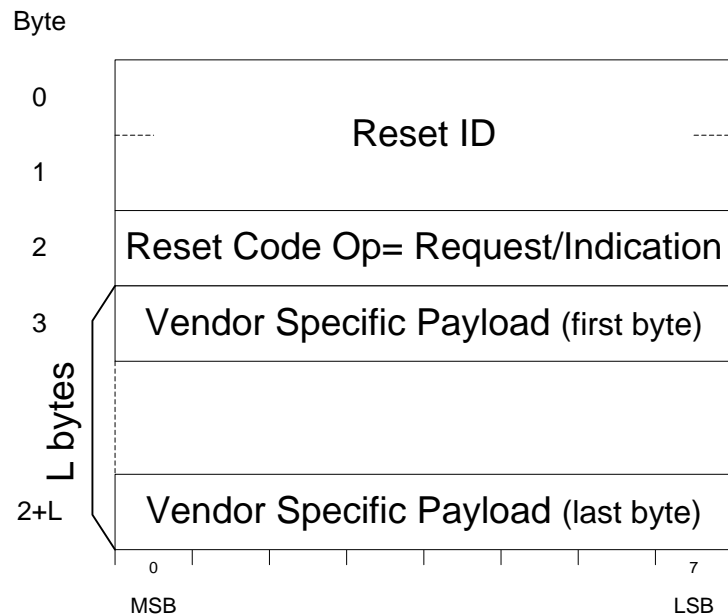 Byte
0
Reset ID
1
2 Reset Code Op= Request/Indication
3 Vendor Specific Payload (first byte)
L bytes
2+L Vendor Specific Payload (last byte)
0 7
MSB LSB